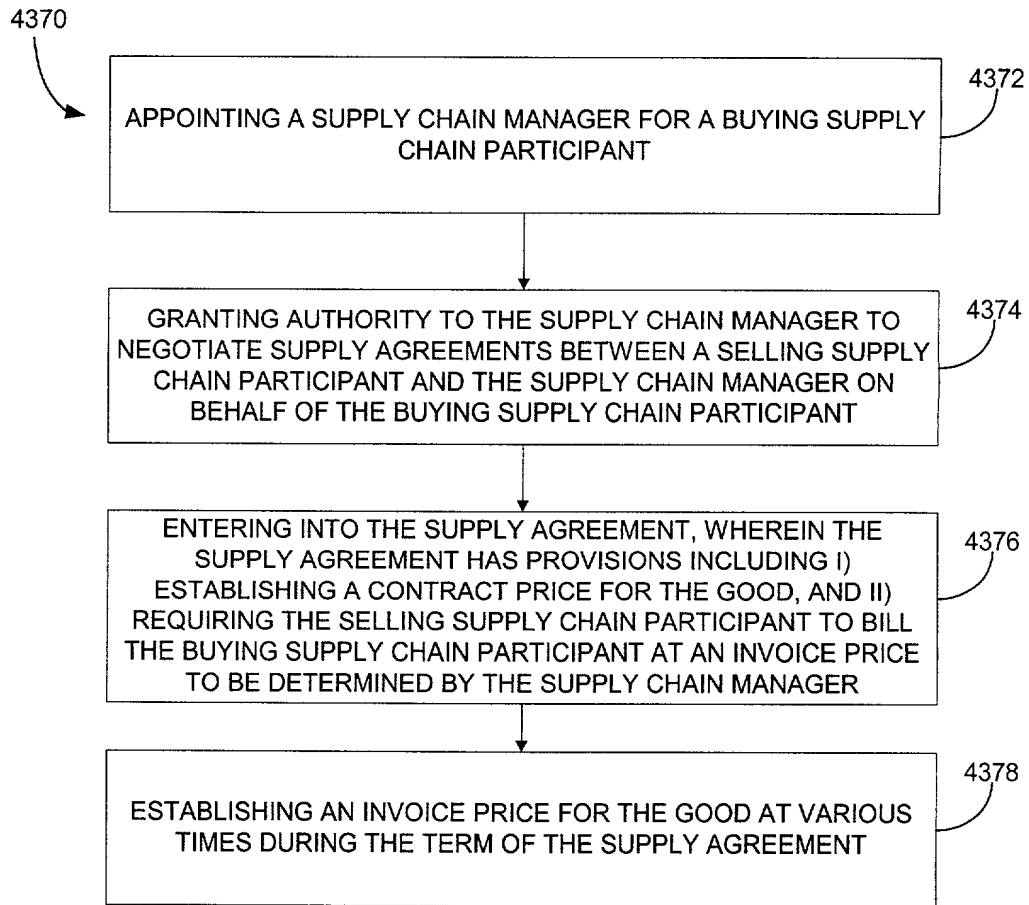 4370
4372
APPOINTING A SUPPLY CHAIN MANAGER FOR A BUYING SUPPLY
CHAIN PARTICIPANT
4374
GRANTING AUTHORITY TO THE SUPPLY CHAIN MANAGER TO
NEGOTIATE SUPPLY AGREEMENTS BETWEEN A SELLING SUPPLY
CHAIN PARTICIPANT AND THE SUPPLY CHAIN MANAGER ON
BEHALF OF THE BUYING SUPPLY CHAIN PARTICIPANT
4376
ENTERING INTO THE SUPPLY AGREEMENT, WHEREIN THE
SUPPLY AGREEMENT HAS PROVISIONS INCLUDING I)
ESTABLISHING A CONTRACT PRICE FOR THE GOOD, AND II)
REQUIRING THE SELLING SUPPLY CHAIN PARTICIPANT TO BILL
THE BUYING SUPPLY CHAIN PARTICIPANT AT AN INVOICE PRICE
TO BE DETERMINED BY THE SUPPLY CHAIN MANAGER
4378
ESTABLISHING AN INVOICE PRICE FOR THE GOOD AT VARIOUS
TIMES DURING THE TERM OF THE SUPPLY AGREEMENT